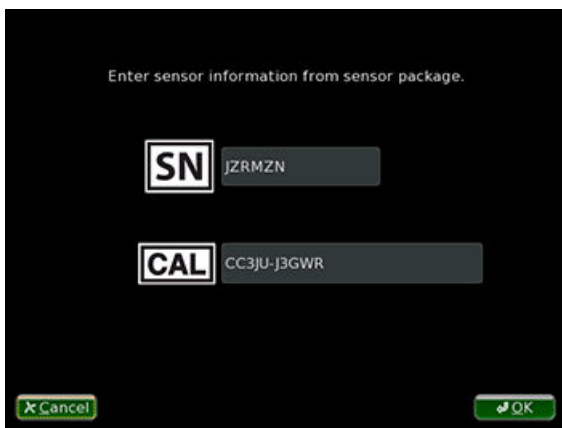 Enter sensor information from sensor package.
SN JZRMZN
CAL CC3JU-J3GWR
Cancel OK